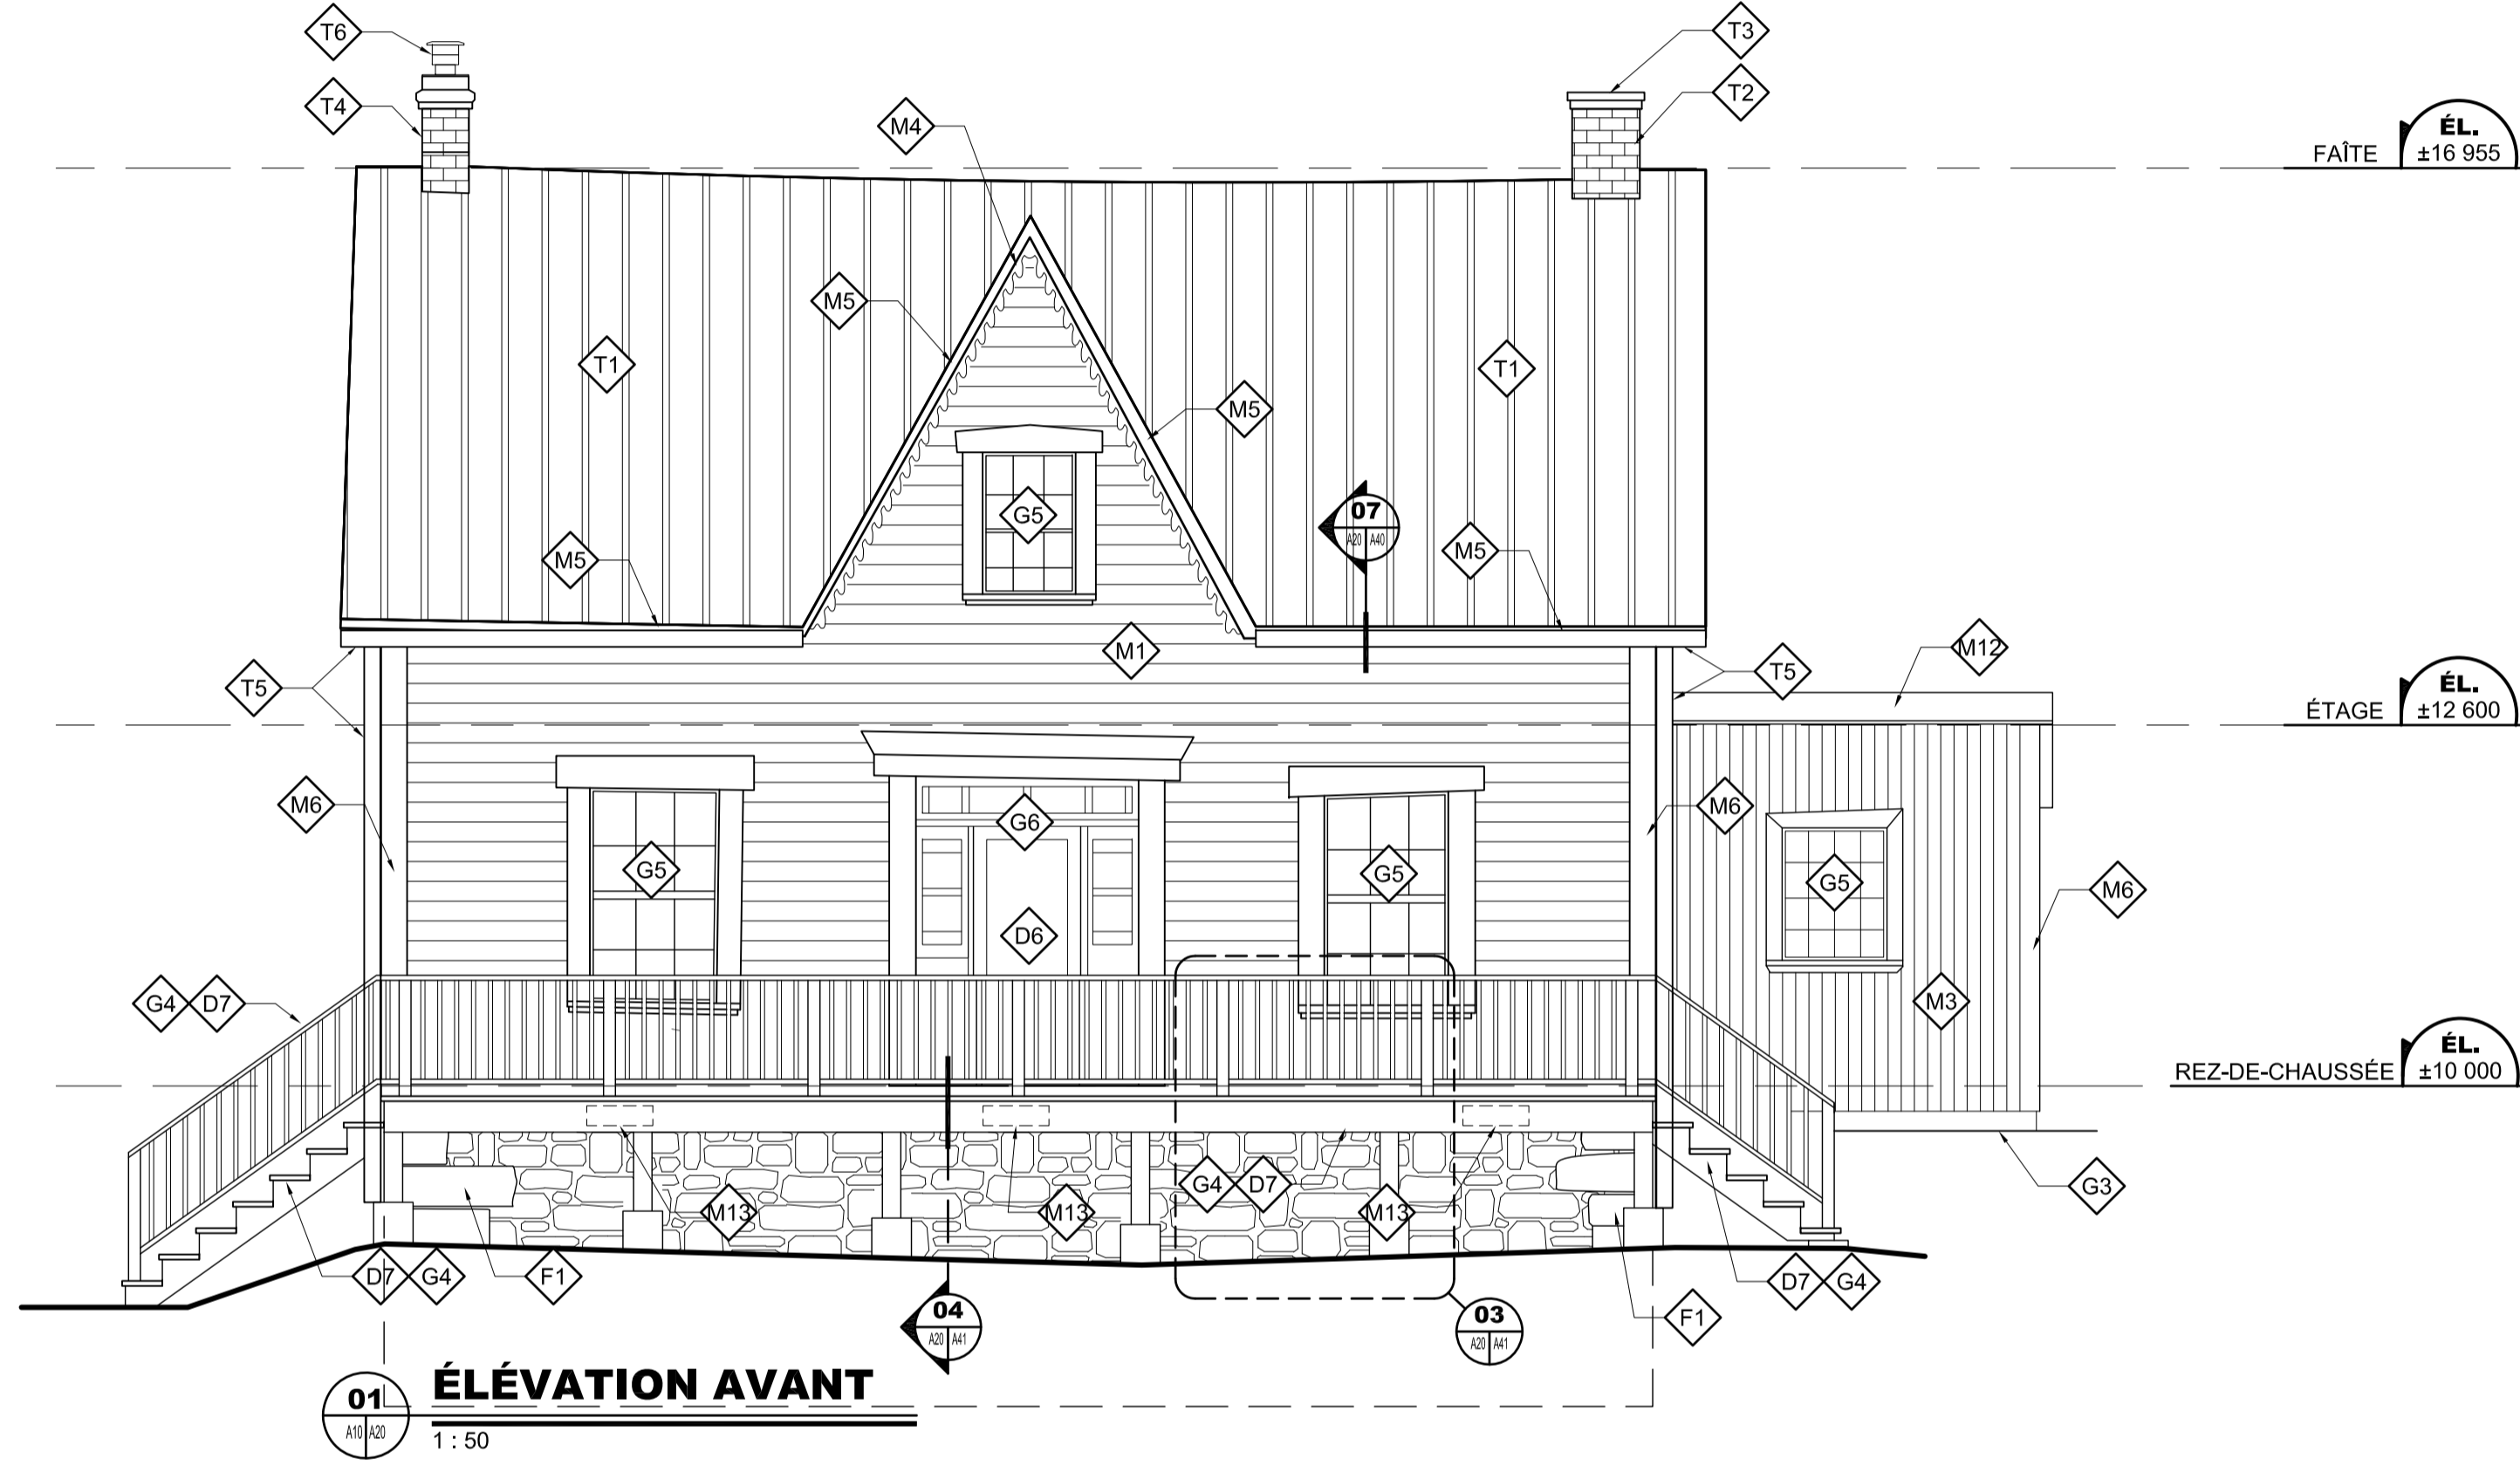 T6
T3
T4
T2
M4
ÉL.
FAÎTE ±16 955
M5
T1
T1
M5
G5
07
A20 A40
M5
M5
M1
M12
T5
T5
ÉL.
ÉTAGE ±12 600
M6
G6
M6
G5
G5
G5
M6
D6
G4 D7
M3
ÉL.
REZ-DE-CHAUSSÉE ±10 000
G4 D7
G3
M13
M13
M13
D7 G4
F1
D7 G4
04
A20 A41
03
A20 A41
F1
01
A10 A20
ÉLÉVATION AVANT
1 : 50